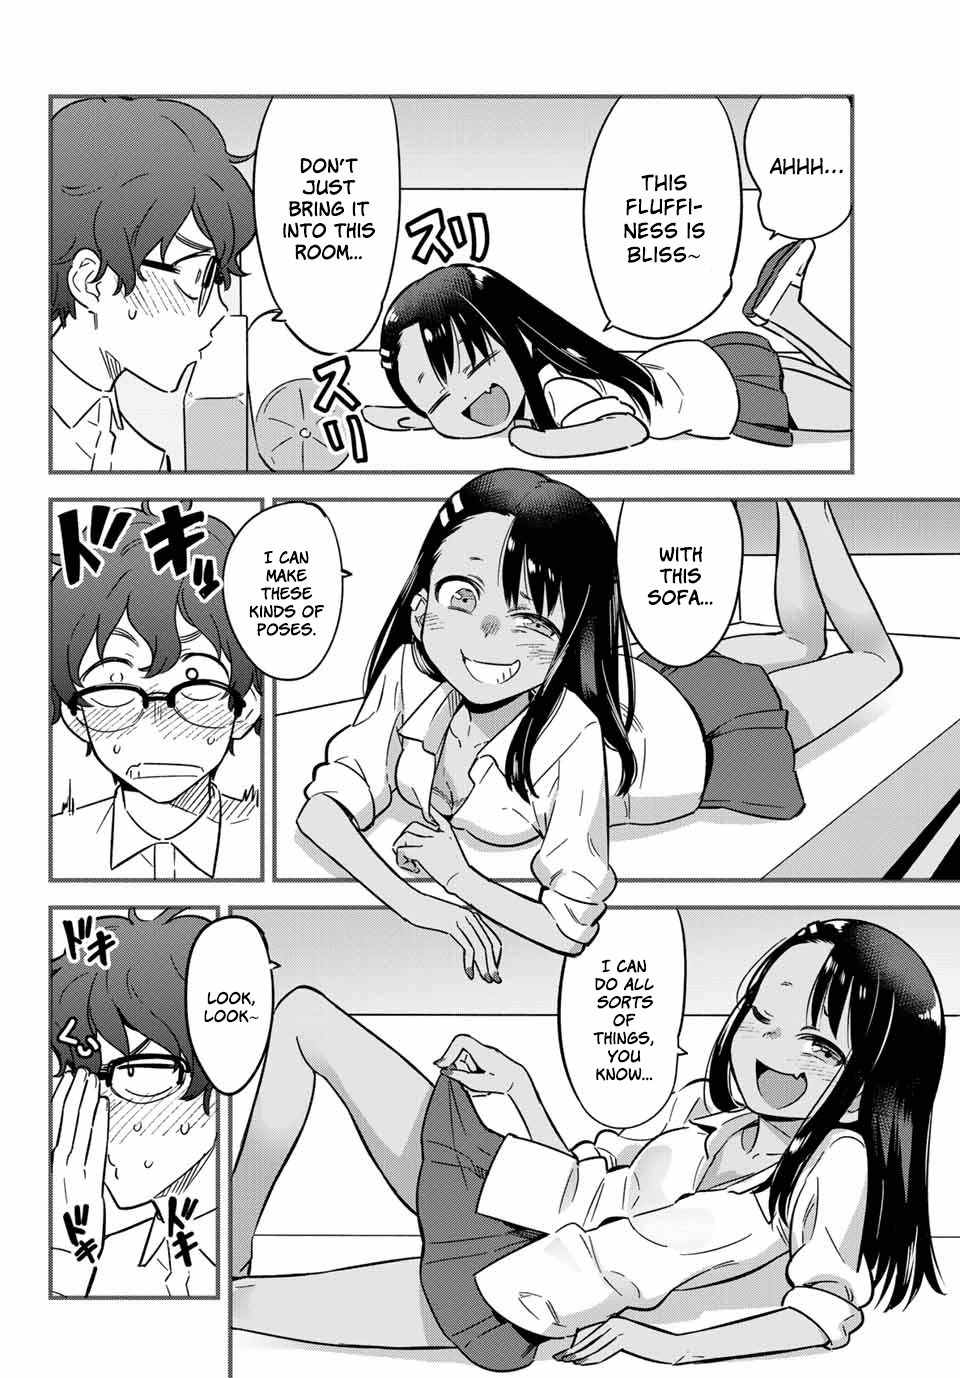 AHHH...
THIS
FLUFFI-
NESS IS
BLISS~
DON'T
JUST
BRING IT
INTO THIS
ROOM...
スリ
スリ
WITH
THIS
SOFA...
I CAN
MAKE
THESE
KINDS OF
POSES.
ドキッ
I CAN
DO ALL
SORTS
OF
THINGS,
YOU
KNOW...
LOOK,
LOOK~
ドキ
ドキ
ドキ